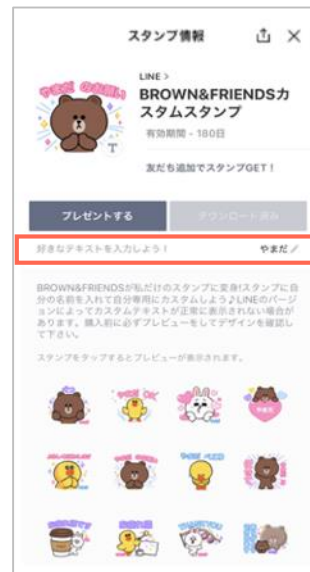 スタンプ情報
やまだ のお願い
T
LINE >
BROWN&FRIENDSカ
スタムスタンプ
有効期間 - 180日
友だち追加でスタンプGET！
プレゼントする
ダウンロード済み
好きなテキストを入力しよう！
やまだ
BROWN&FRIENDSが私だけのスタンプに変身!スタンプに自
分の名前を入れて自分専用にカスタムしよう♪LINEのバージ
ョンによってカスタムテキストが正常に表示されない場合が
あります。購入前に必ずプレビューをしてデザインを確認し
て下さい。
スタンプをタップするとプレビューが表示されます。
やまだ OK
やまだ